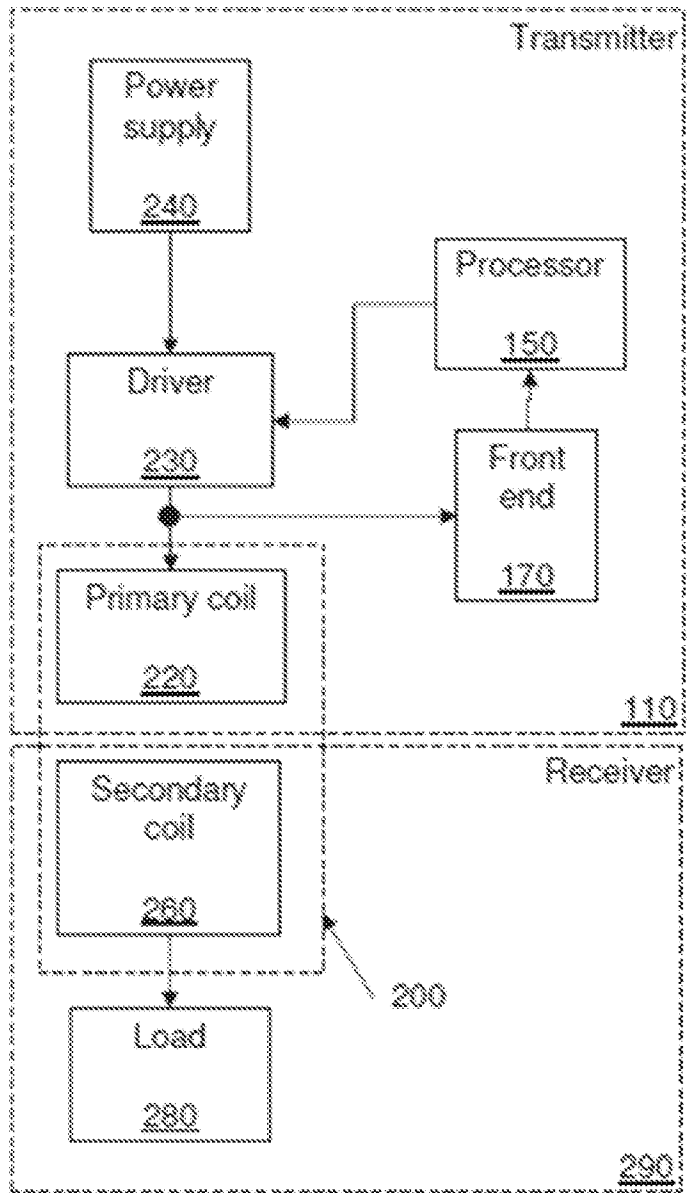 Transmitter
Power
supply
240
Processor
150
Driver
230
Front
end
170
Primary coil
220
110
Receiver
Secondary
coil
260
200
Load
280
290